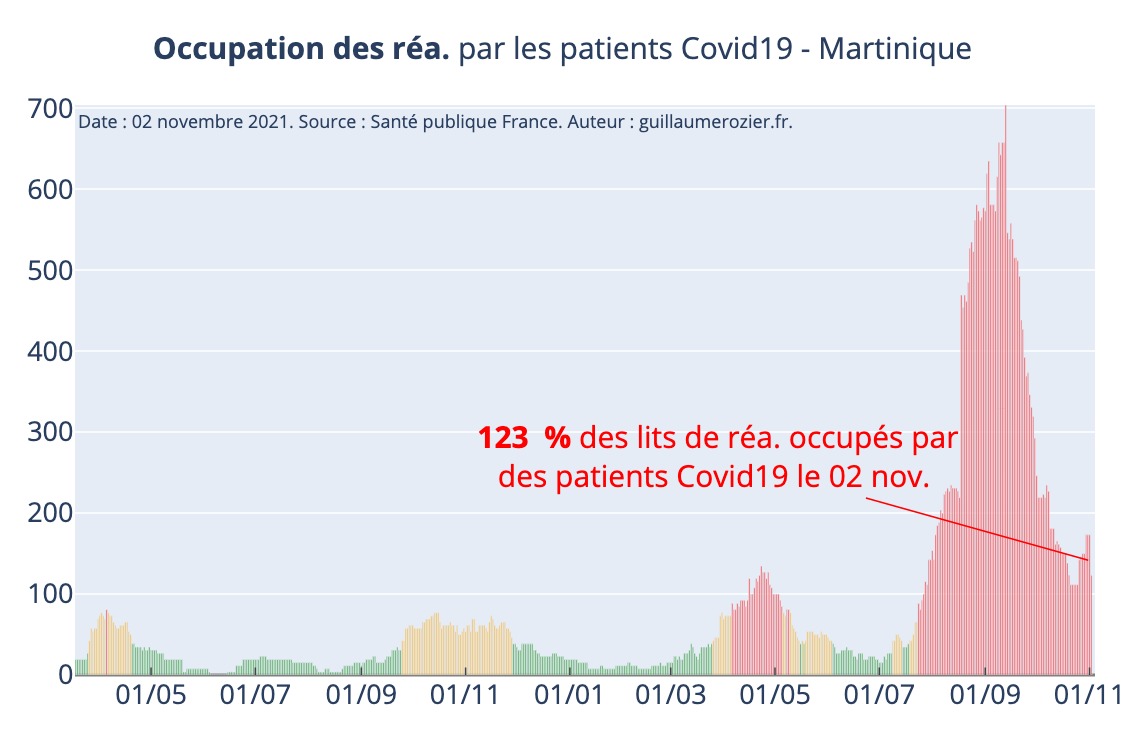 Occupation des réa. par les patients Covid19 - Martinique
700
Date : 02 novembre 2021. Source : Santé publique France. Auteur : guillaumerozier.fr.
600
500
400
300
123 % des lits de réa. occupés par
des patients Covid19 le 02 nov.
200
100
0
01/05 01/07 01/09 01/11 01/01 01/03 01/05 01/07 01/09 01/11